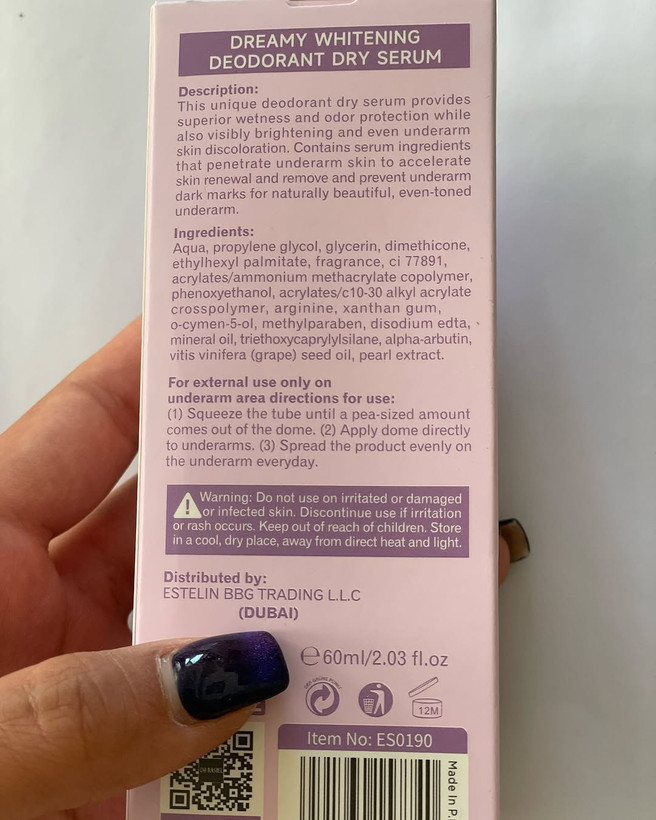 DREAMY WHITENING
DEODORANT DRY SERUM
Description:
This unique deodorant dry serum provides
superior wetness and odor protection while
also visibly brightening and even underarm
skin discoloration. Contains serum ingredients
that penetrate underarm skin to accelerate
skin renewal and remove and prevent underarm
dark marks for naturally beautiful, even-toned
underarm.
Ingredients:
Aqua, propylene glycol, glycerin, dimethicone,
ethylhexyl palmitate, fragrance, ci 77891,
acrylates/ammonium methacrylate copolymer,
phenoxyethanol, acrylates/c10-30 alkyl acrylate
crosspolymer, arginine, xanthan gum,
o-cymen-5-ol, methylparaben, disodium edta,
mineral oil, triethoxycaprylylsilane, alpha-arbutin,
vitis vinifera (grape) seed oil, pearl extract.
For external use only on
underarm area directions for use:
(1) Squeeze the tube until a pea-sized amount
comes out of the dome. (2) Apply dome directly
to underarms. (3) Spread the product evenly on
the underarm everyday.
Warning: Do not use on irritated or damaged
or infected skin. Discontinue use if irritation
or rash occurs. Keep out of reach of children. Store
in a cool, dry place, away from direct heat and light.
Distributed by:
ESTELIN BBG TRADING L.L.C
(DUBAI)
℮60ml/2.03 fl.oz
12M
Item No: ES0190
Made in P.